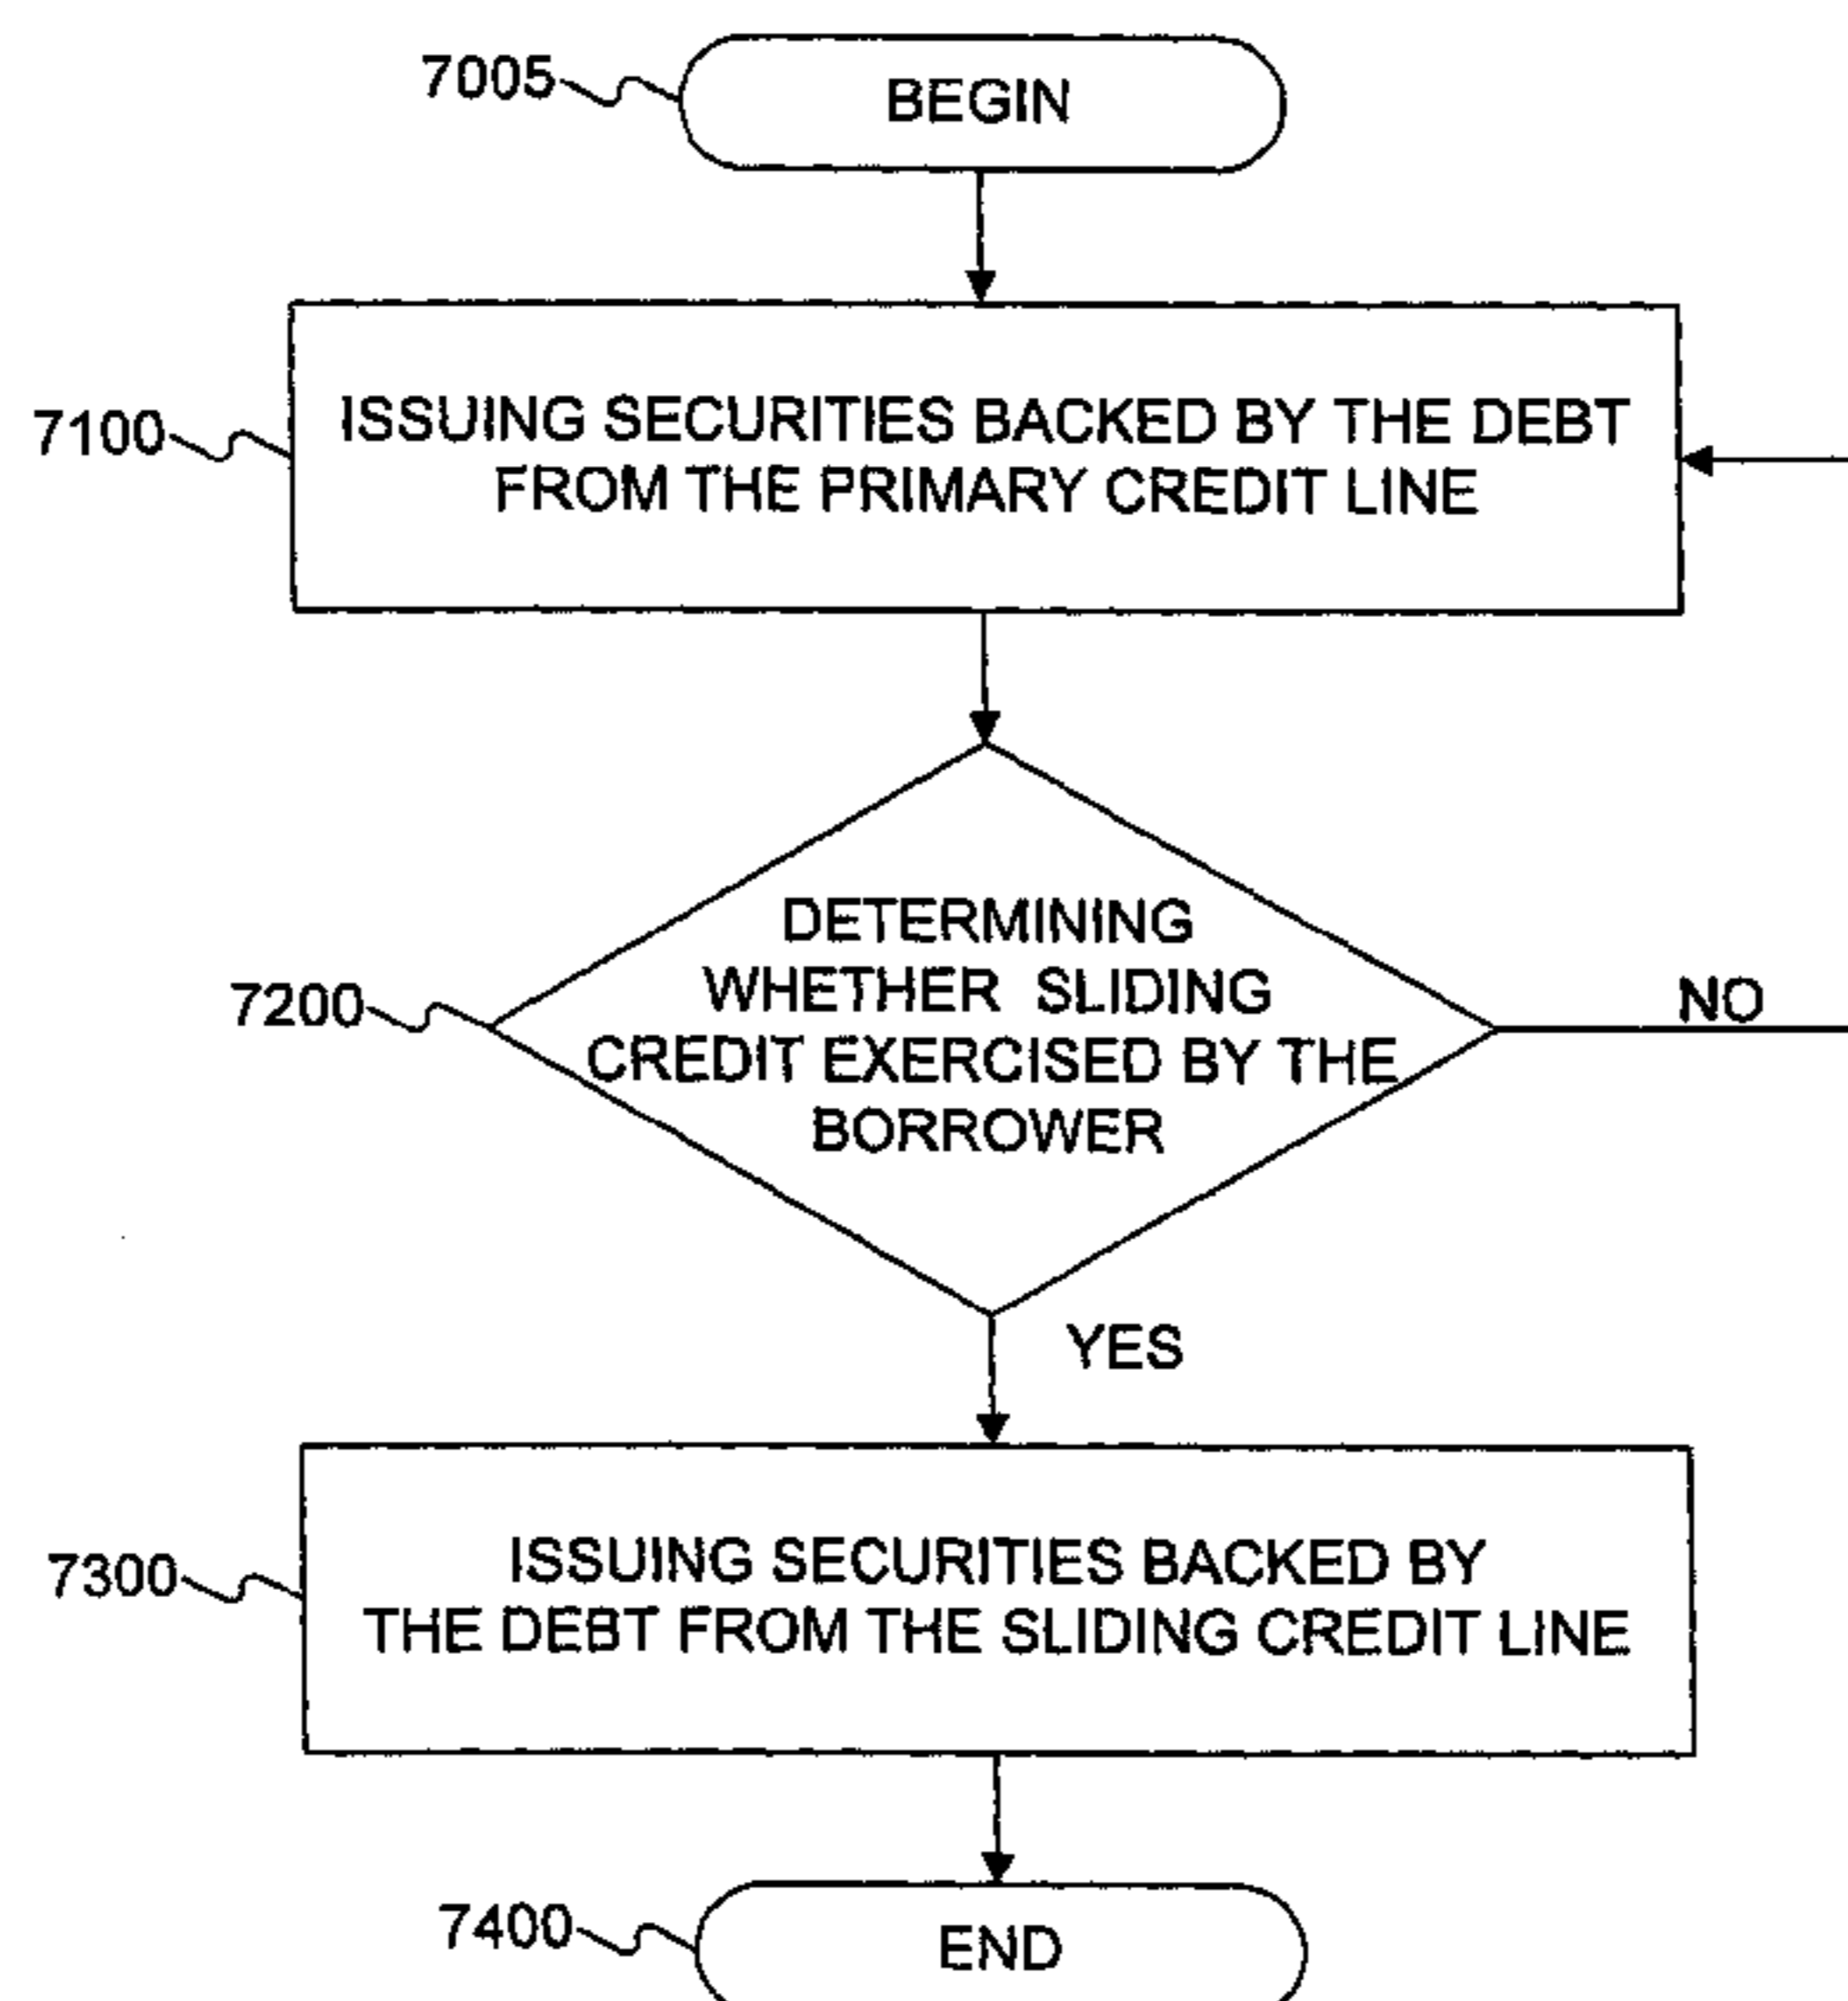 7005
BEGIN
7100
ISSUING SECURITIES BACKED BY THE DEBT
FROM THE PRIMARY CREDIT LINE
DETERMINING
WHETHER SLIDING
7200
CREDIT EXERCISED BY THE
BORROWER
NO
YES
7300
ISSUING SECURITIES BACKED BY
THE DEBT FROM THE SLIDING CREDIT LINE
7400
END